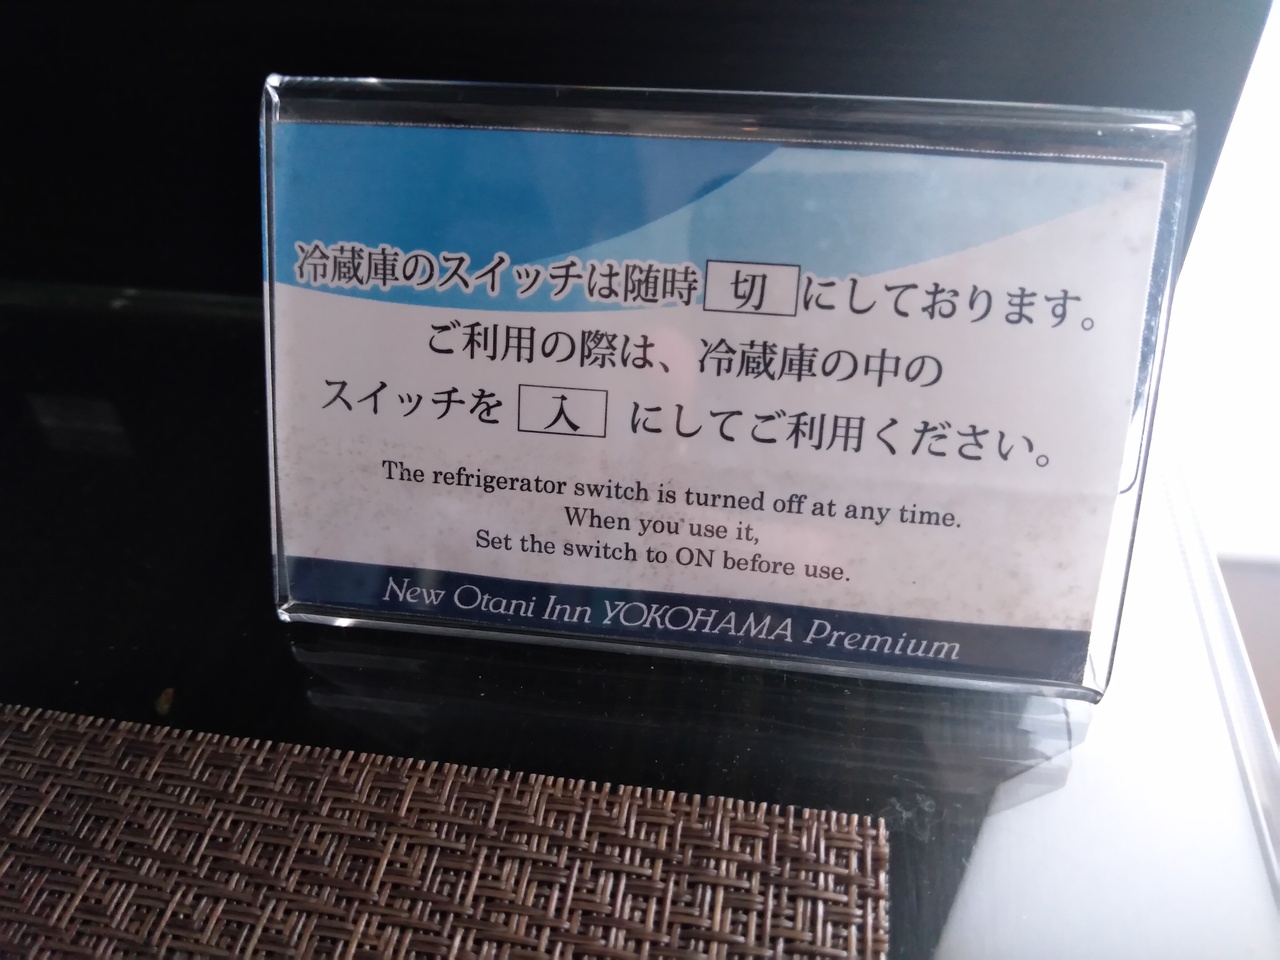 冷蔵庫のスイッチは随時 切 にしております。
ご利用の際は、冷蔵庫の中の
スイッチを 入 にしてご利用ください。
The refrigerator switch is turned off at any time.
When you use it,
Set the switch to ON before use.
New Otani Inn YOKOHAMA Premium